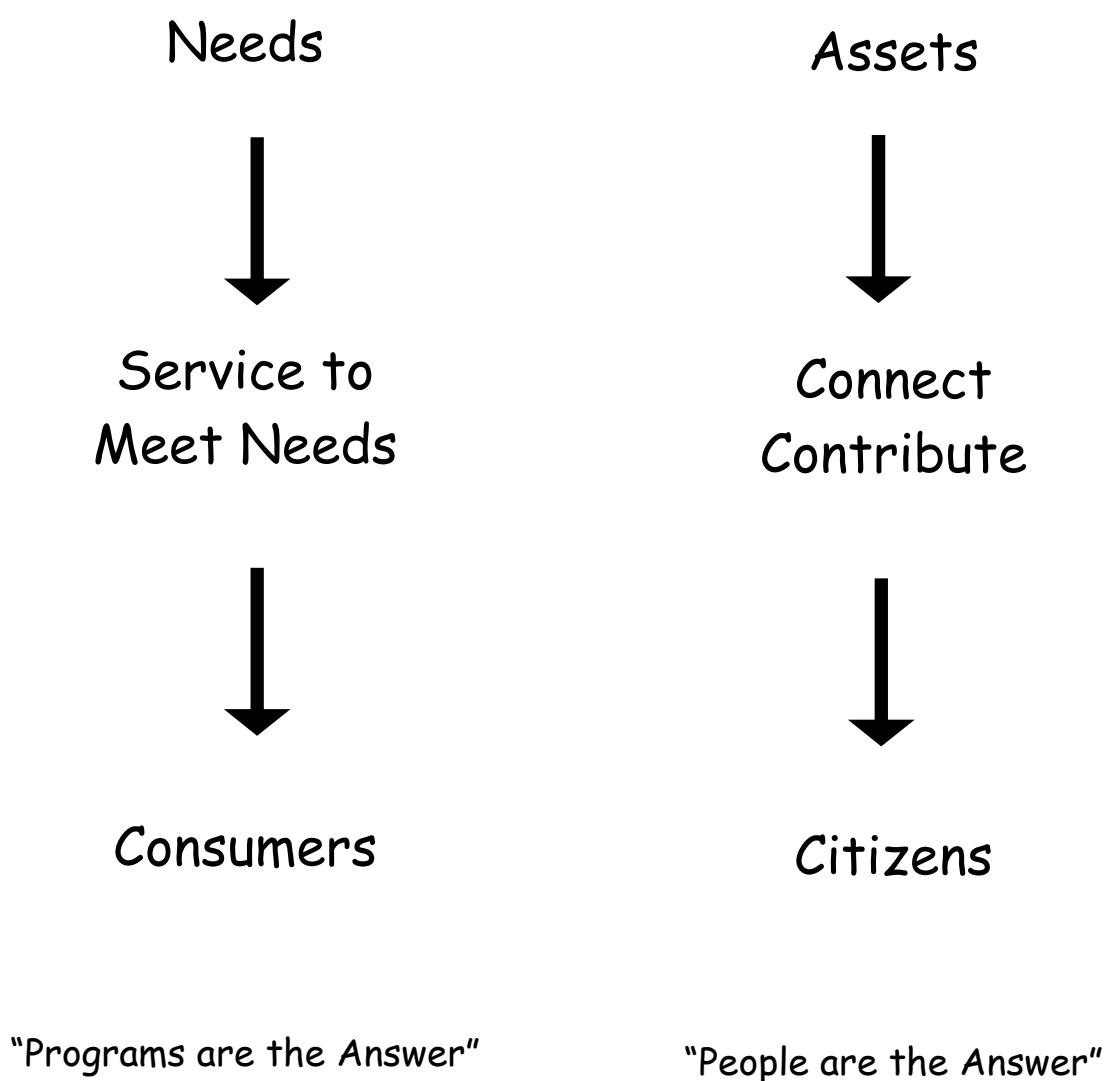 Needs
Service to
Meet Needs
Consumers
“Programs are the Answer”
Assets
Connect
Contribute
Citizens
“People are the Answer”